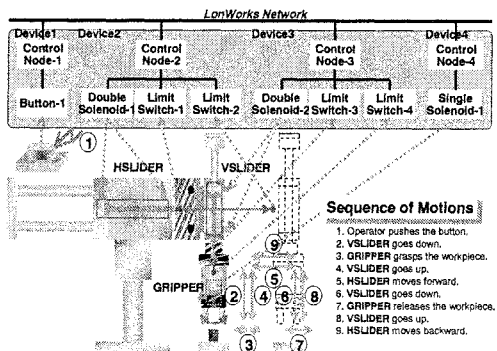 LonWorks Network
Device1 Device2 Device3 Device4
Control Node-1
Control Node-2
Control Node-3
Control Node-4
Button-1
Double Solenoid-1
Limit Switch-1
Limit Switch-2
Double Solenoid-2
Limit Switch-3
Limit Switch-4
Single Solenoid-1
1
HSLIDER
VSLIDER
GRIPPER
9
5
2 4 6 8
3 7
Sequence of Motions
1. Operator pushes the button.
2. VSLIDER goes down.
3. GRIPPER grasps the workpiece.
4. VSLIDER goes up.
5. HSLIDER moves forward.
6. VSLIDER goes down.
7. GRIPPER releases the workpiece.
8. VSLIDER goes up.
9. HSLIDER moves backward.